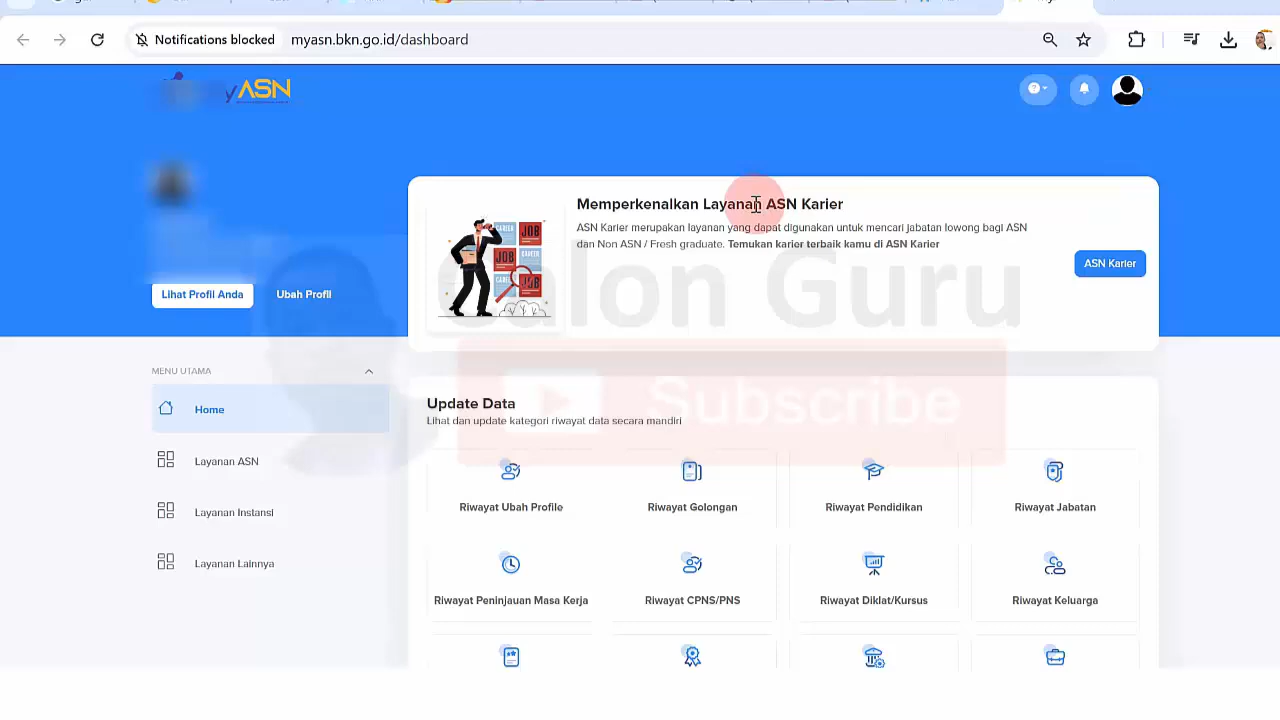 Notifications blocked
myasn.bkn.go.id/dashboard
ASN
Memperkenalkan Layanan ASN Karier
ASN Karier merupakan layanan yang dapat digunakan untuk mencari jabatan lowong bagi ASN
dan Non ASN / Fresh graduate. Temukan karier terbaik kamu di ASN Karier
ASN Karier
CAREER
JOB
Lihat Profil Anda
Ubah Profil
Calon Guru
Subscribe
MENU UTAMA
Home
Layanan ASN
Layanan Instansi
Layanan Lainnya
Update Data
Lihat dan update kategori riwayat data secara mandiri
Riwayat Ubah Profile
Riwayat Golongan
Riwayat Pendidikan
Riwayat Jabatan
Riwayat Peninjauan Masa Kerja
Riwayat CPNS/PNS
Riwayat Diklat/Kursus
Riwayat Keluarga